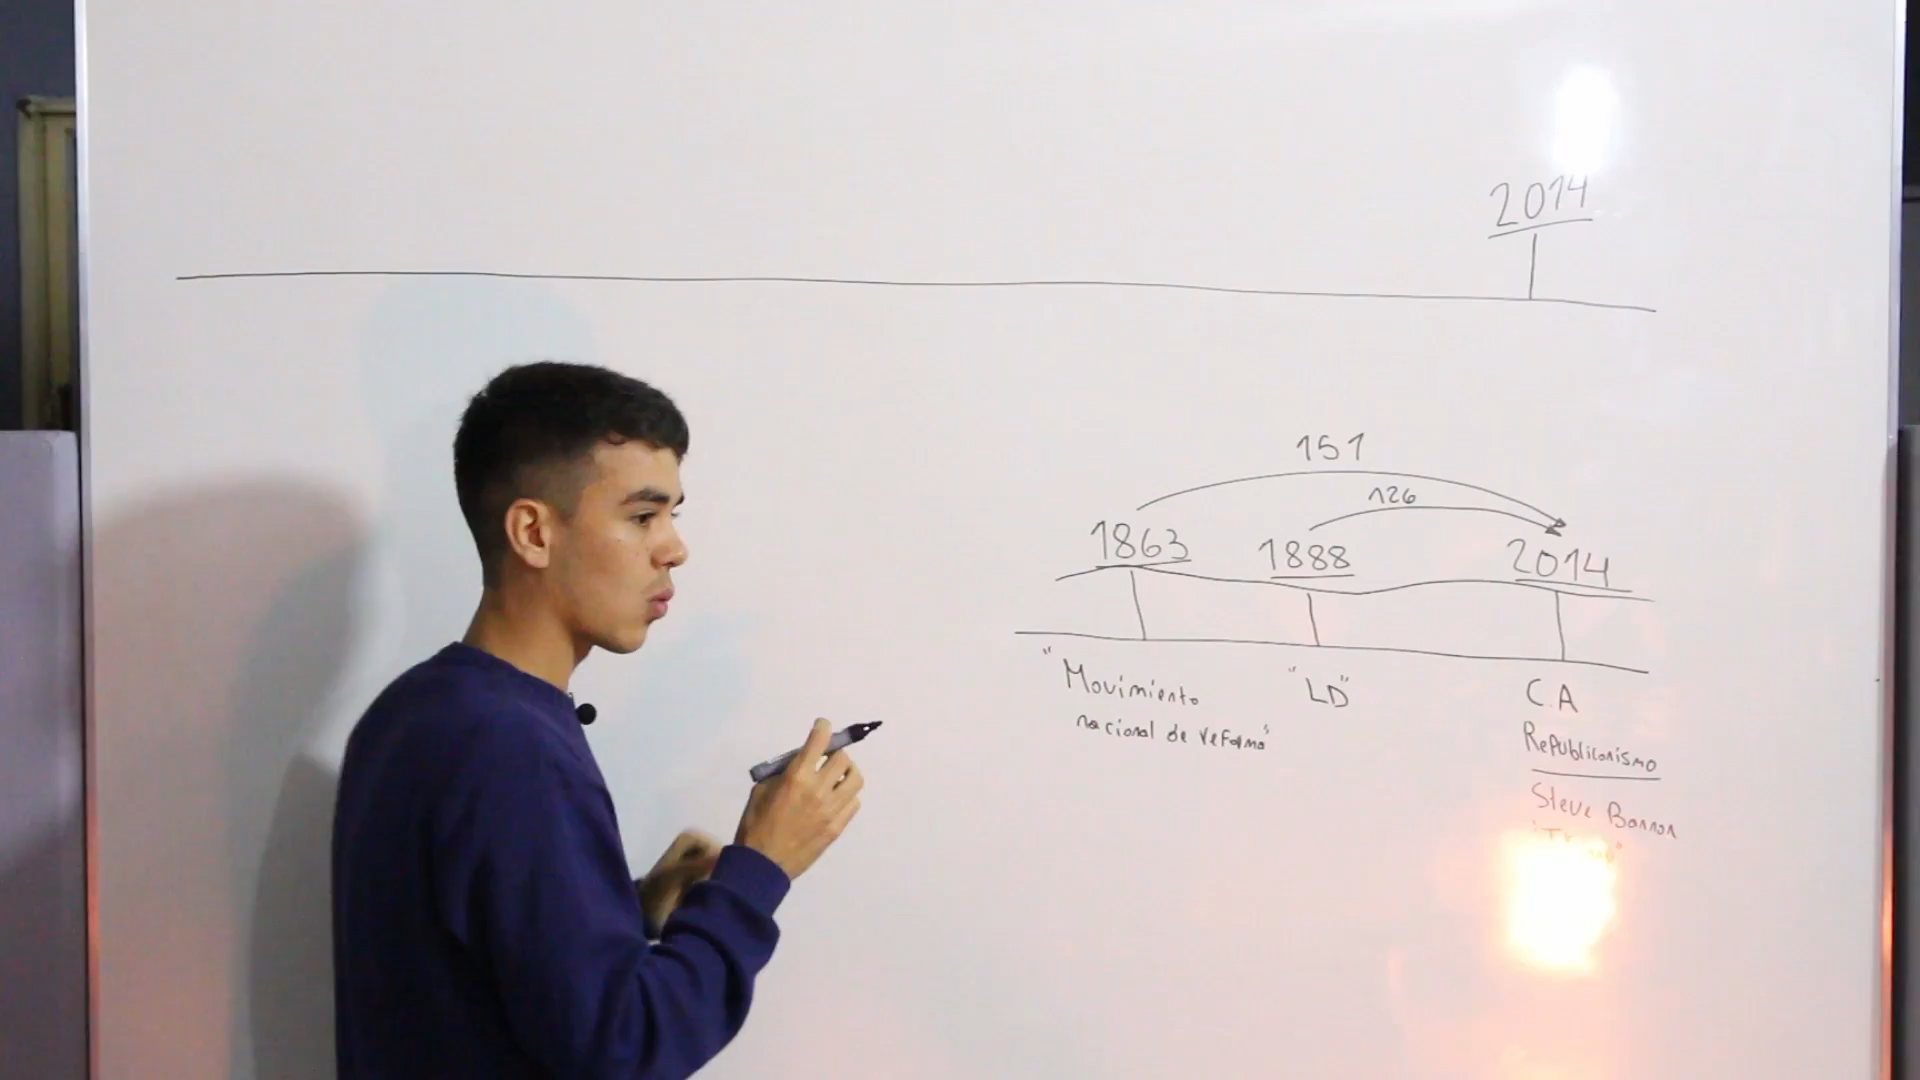 2014
151
126
1863 1888 2014
"Movimiento
nacional de reforma"
"LD"
C.A
Republicanismo
Steve Bannon